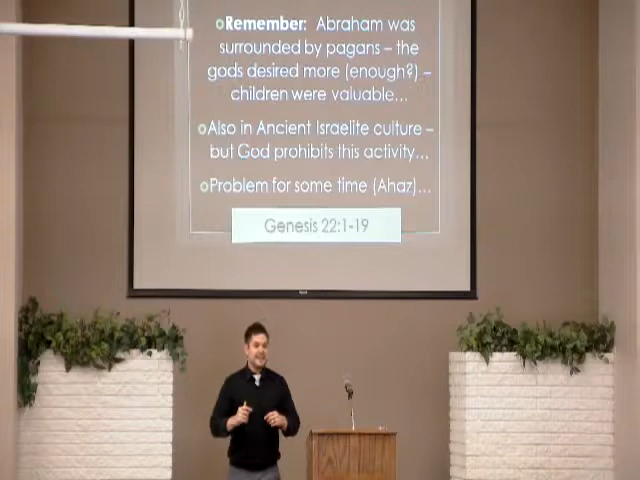 Remember: Abraham was
surrounded by pagans – the
gods desired more (enough?) –
children were valuable...
Also in Ancient Israelite culture –
but God prohibits this activity...
Problem for some time (Ahaz)...
Genesis 22:1-19